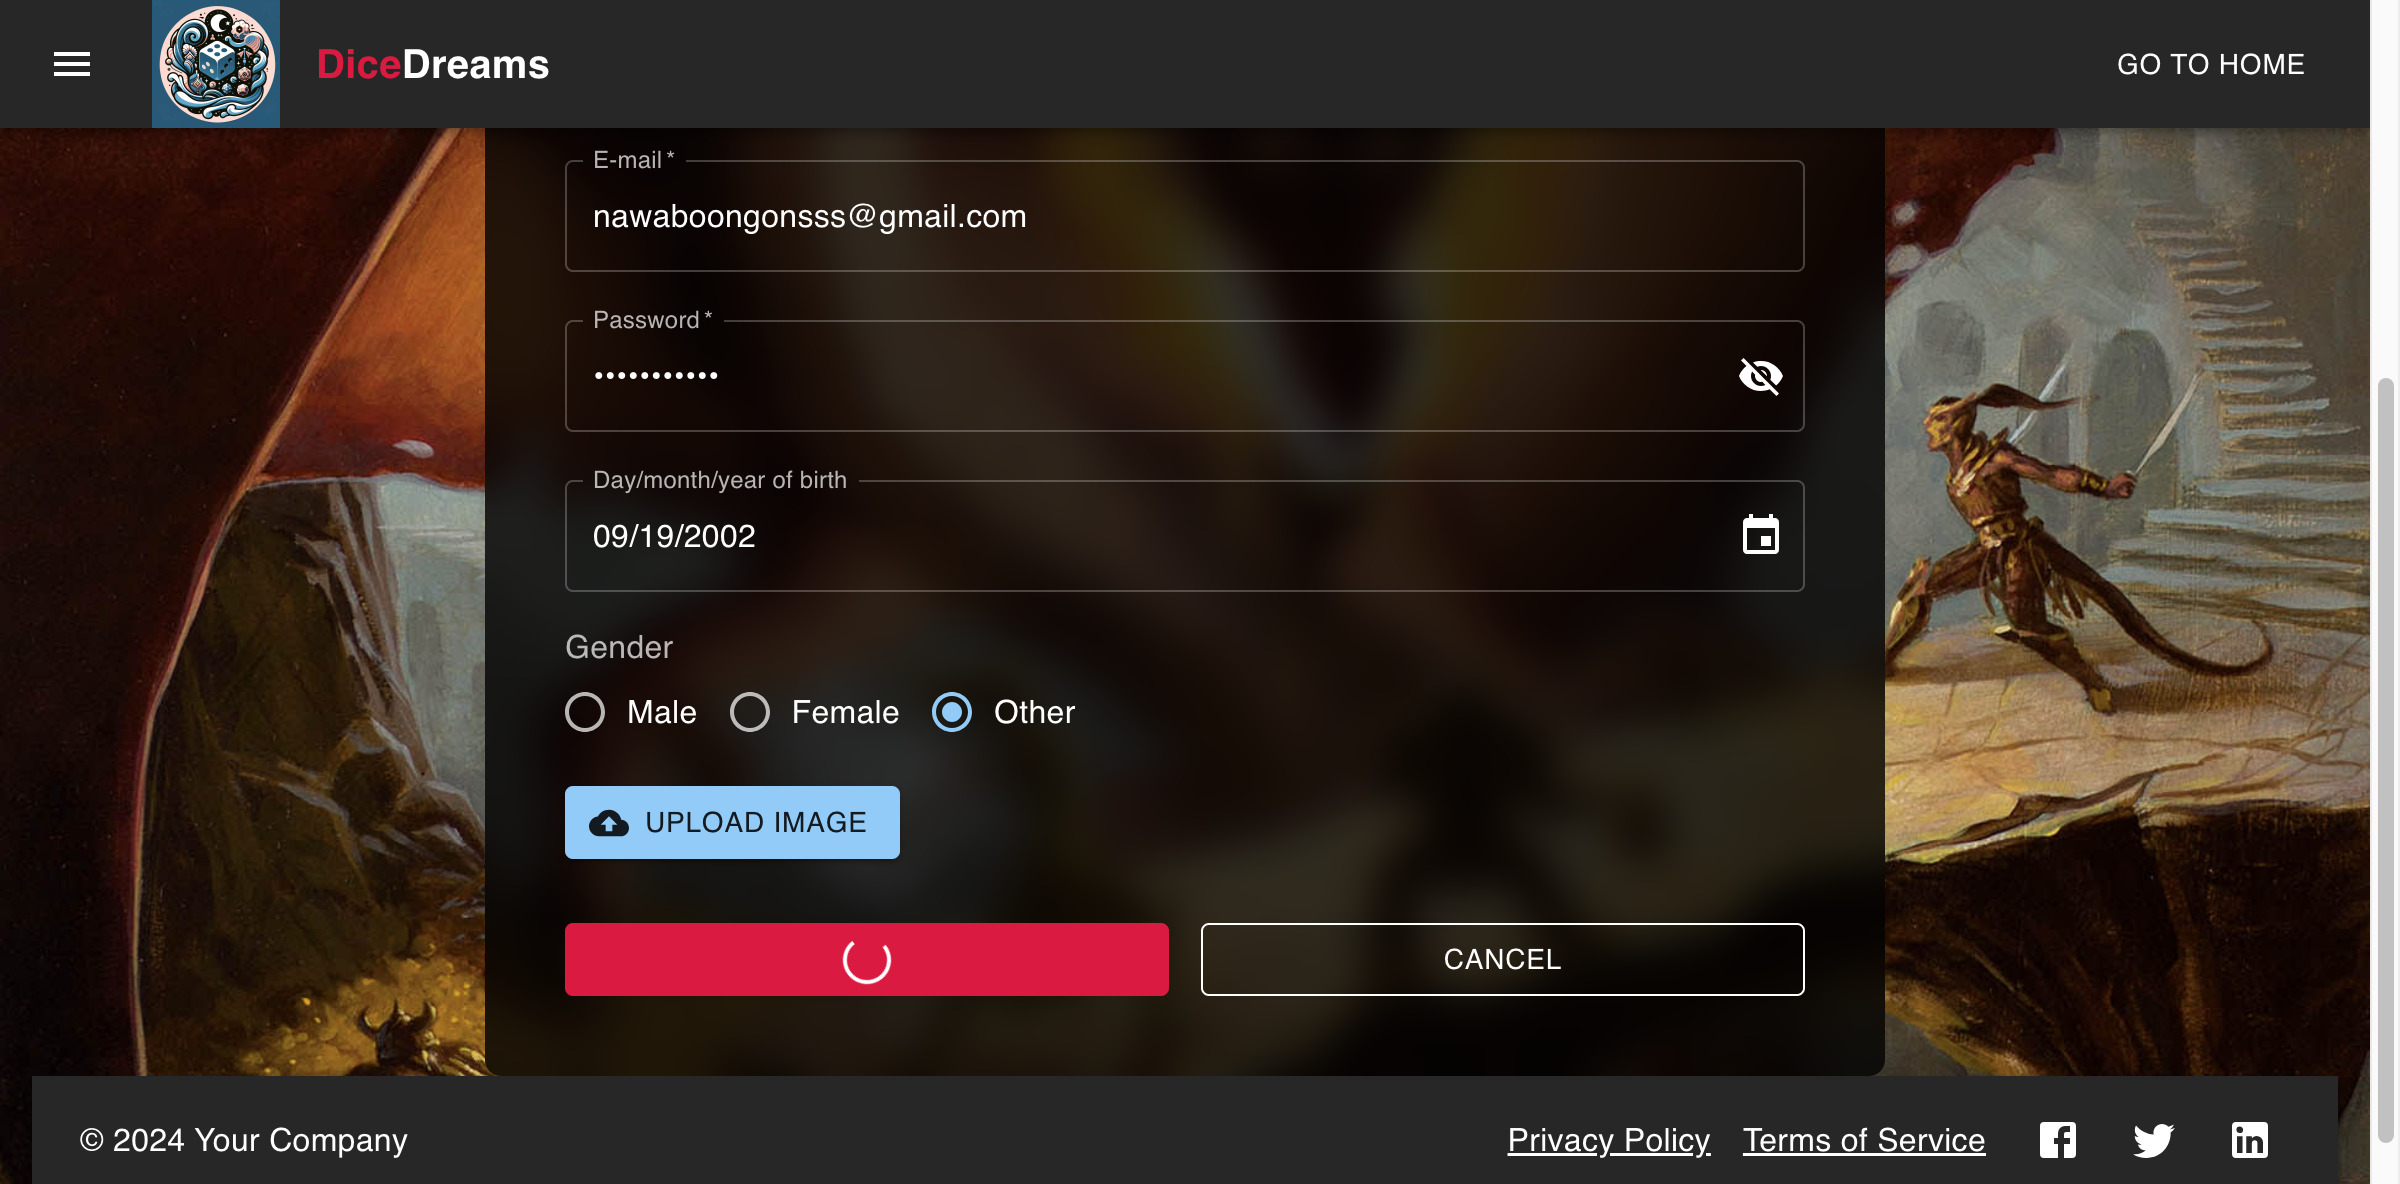 DiceDreams
GO TO HOME
E-mail *
nawaboongonsss@gmail.com
Password *
•••••••••••
Day/month/year of birth
09/19/2002
Gender
Male Female Other
UPLOAD IMAGE
CANCEL
© 2024 Your Company
Privacy Policy Terms of Service